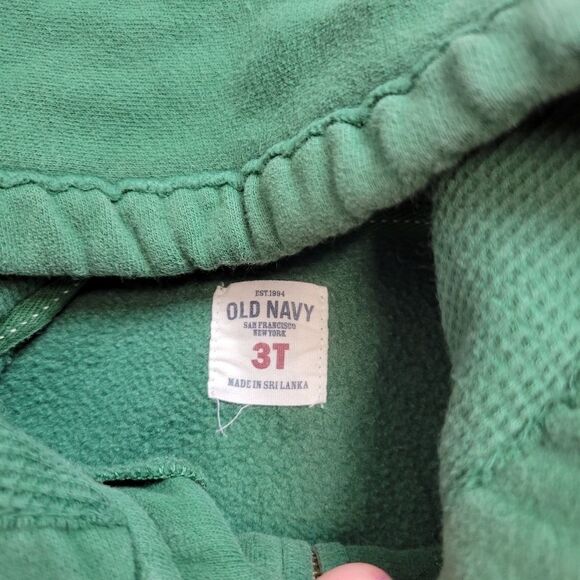 EST.1994
OLD NAVY
SAN FRANCISCO
NEW YORK
3T
MADE IN SRI LANKA